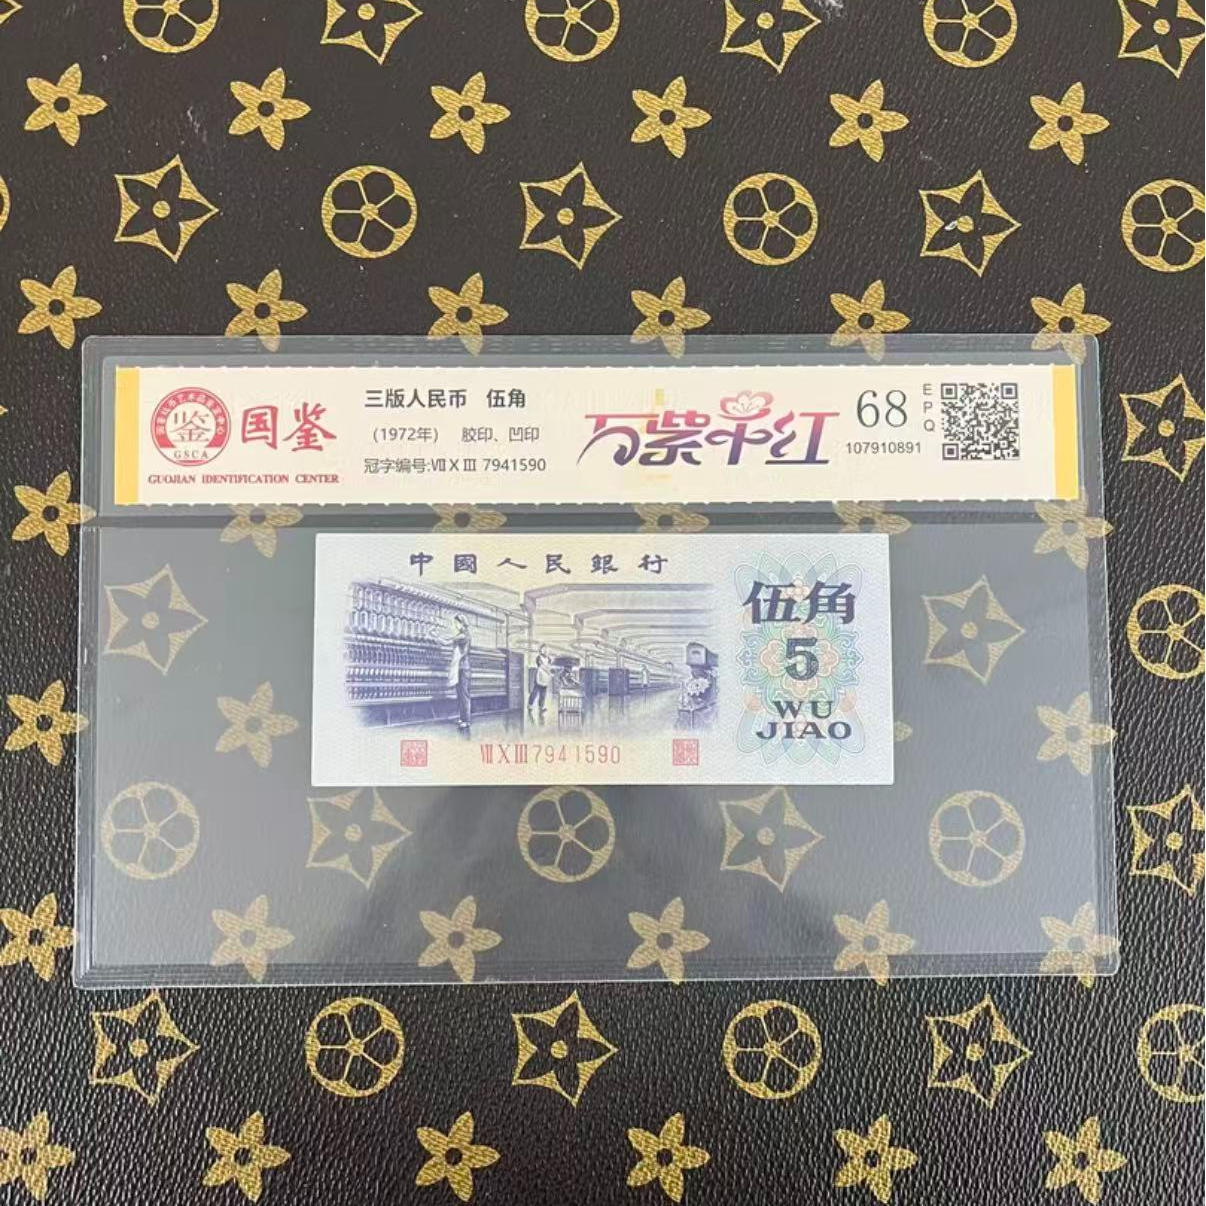 国鉴
GSCA
GUOJIAN IDENTIFICATION CENTER
三版人民币 伍角
(1972年) 胶印、凹印
冠字编号:ⅦⅩⅢ 7941590
万紫千红
68
EPQ
107910891
中國人民銀行
伍角
5
WU
JIAO
ⅦⅩⅢ7941590